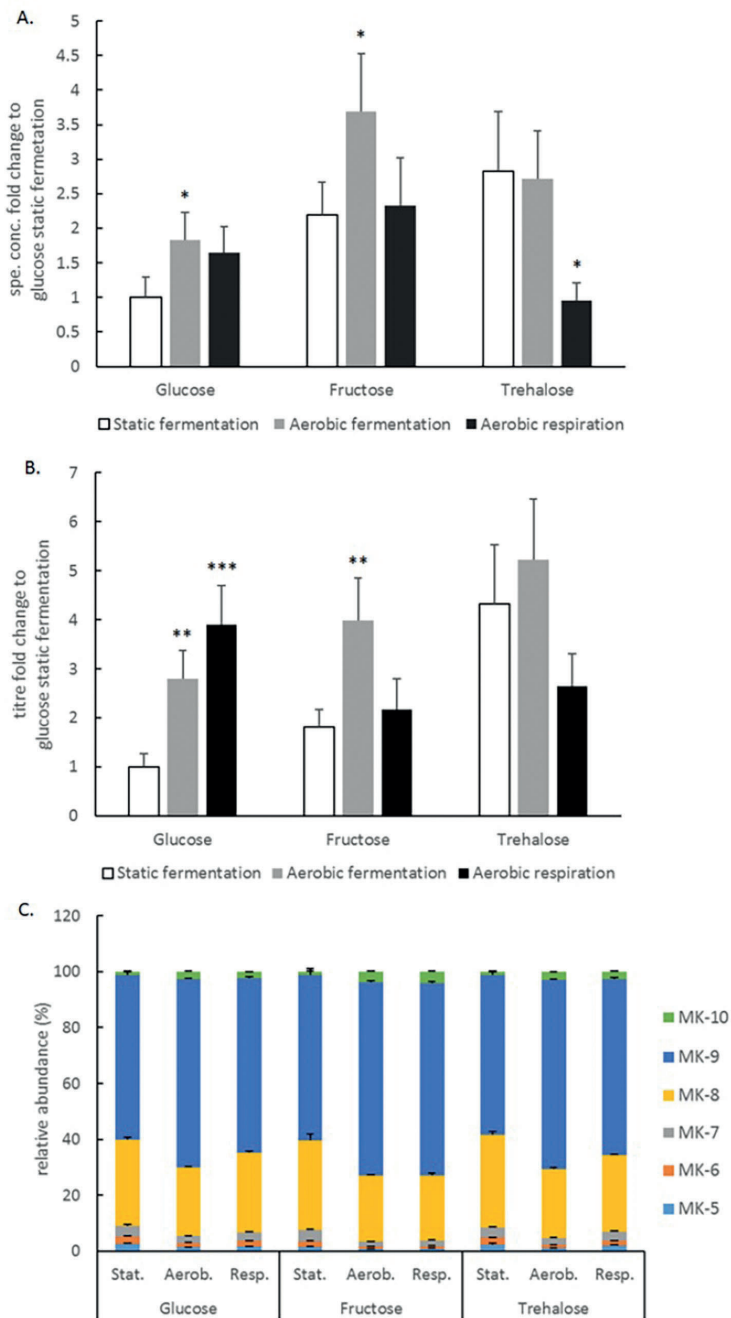 A.
spe. conc. fold change to
glucose static fermetation
5
4.5
4
3.5
3
2.5
2
1.5
1
0.5
0
*
*
*
Glucose Fructose Trehalose
Static fermentation Aerobic fermentation Aerobic respiration
B.
titre fold change to
glucose static fermentation
7
6
5
4
3
2
1
0
**
***
**
Glucose Fructose Trehalose
Static fermentation Aerobic fermentation Aerobic respiration
C.
relative abundance (%)
120
100
80
60
40
20
0
Stat. Aerob. Resp. Stat. Aerob. Resp. Stat. Aerob. Resp.
Glucose Fructose Trehalose
MK-10
MK-9
MK-8
MK-7
MK-6
MK-5